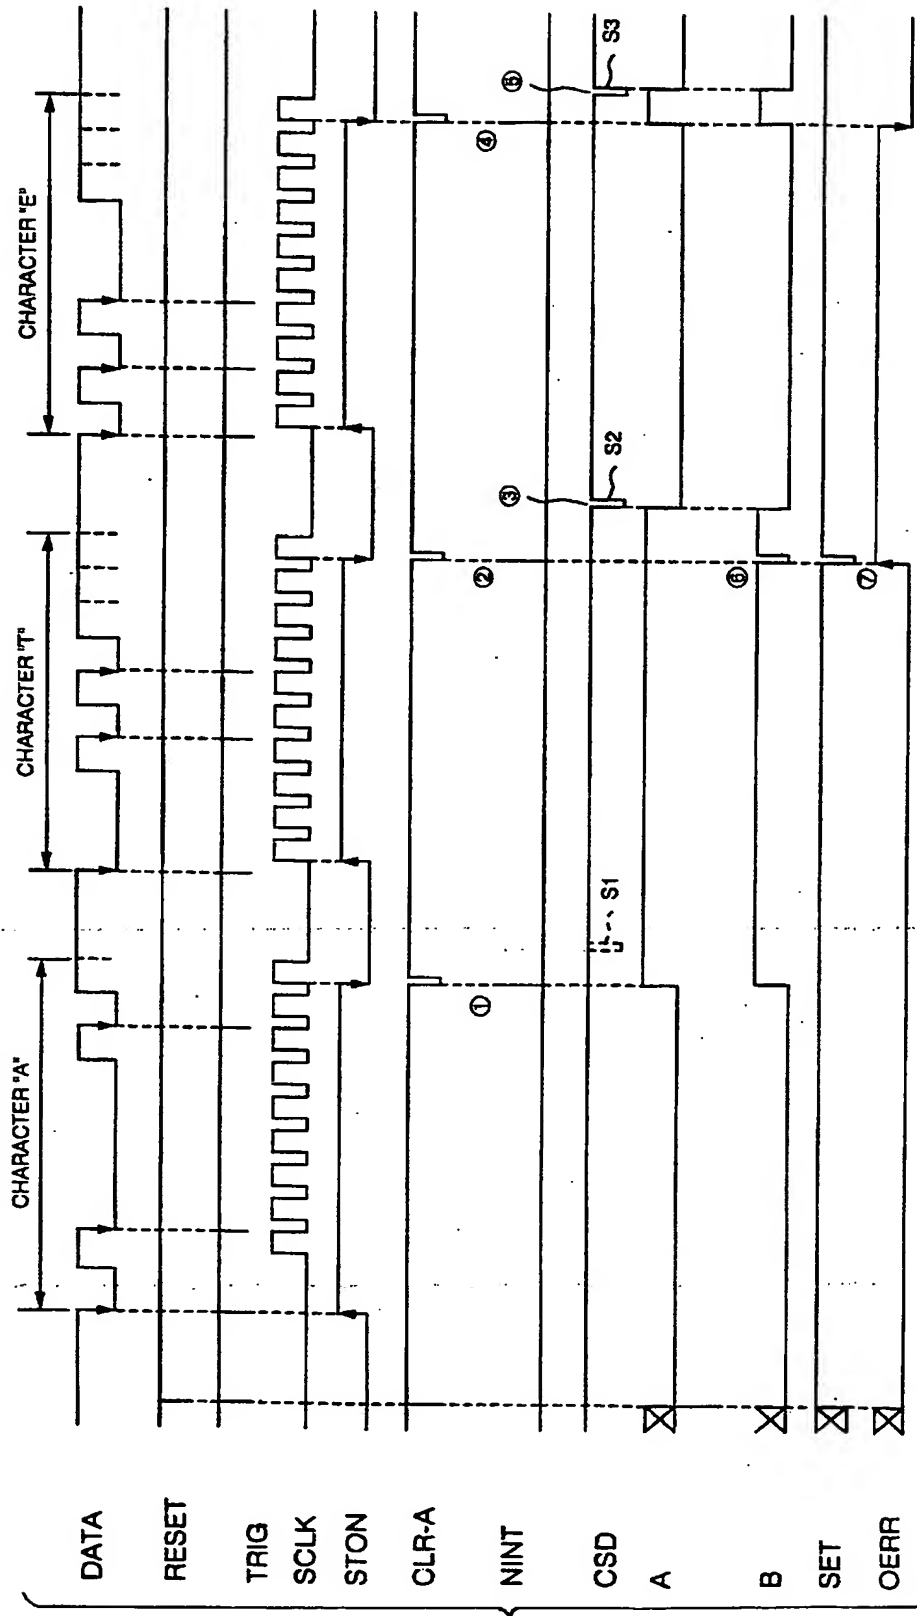 CHARACTER "A"
CHARACTER "T"
CHARACTER "E"
DATA
RESET
TRIG
SCLK
STON
CLR-A
NINT
① ② ④
CSD
S1
③ S2
⑤ S3
A
B
⑥
SET
OERR
⑦